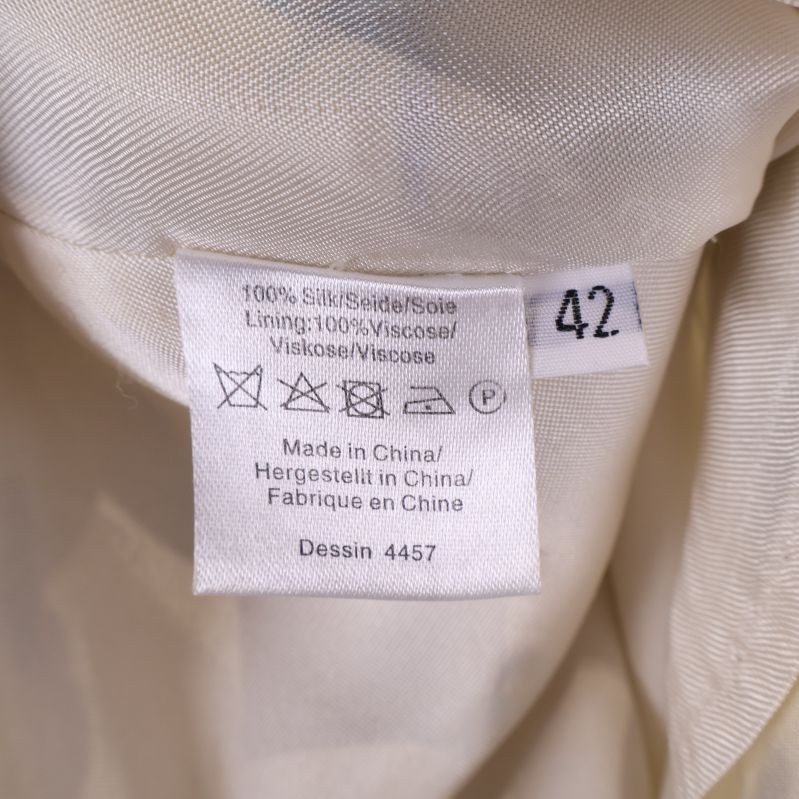 100% Silk/Seide/Soie
Lining:100%Viscose/
Viskose/Viscose
42
P
Made in China/
Hergestellt in China/
Fabrique en Chine
Dessin 4457